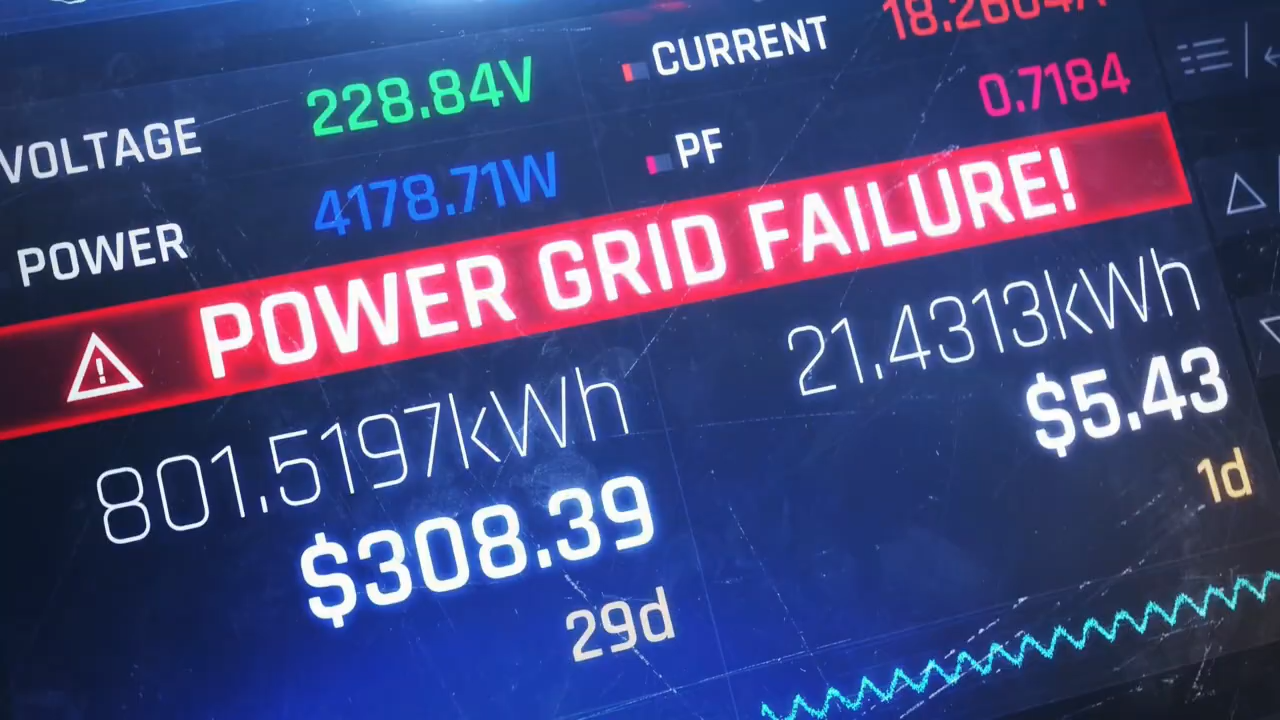 VOLTAGE 228.84V
CURRENT
POWER 4178.71W
PF 0.7184
POWER GRID FAILURE!
801.5197kWh
$308.39
29d
21.4313kWh
$5.43
1d